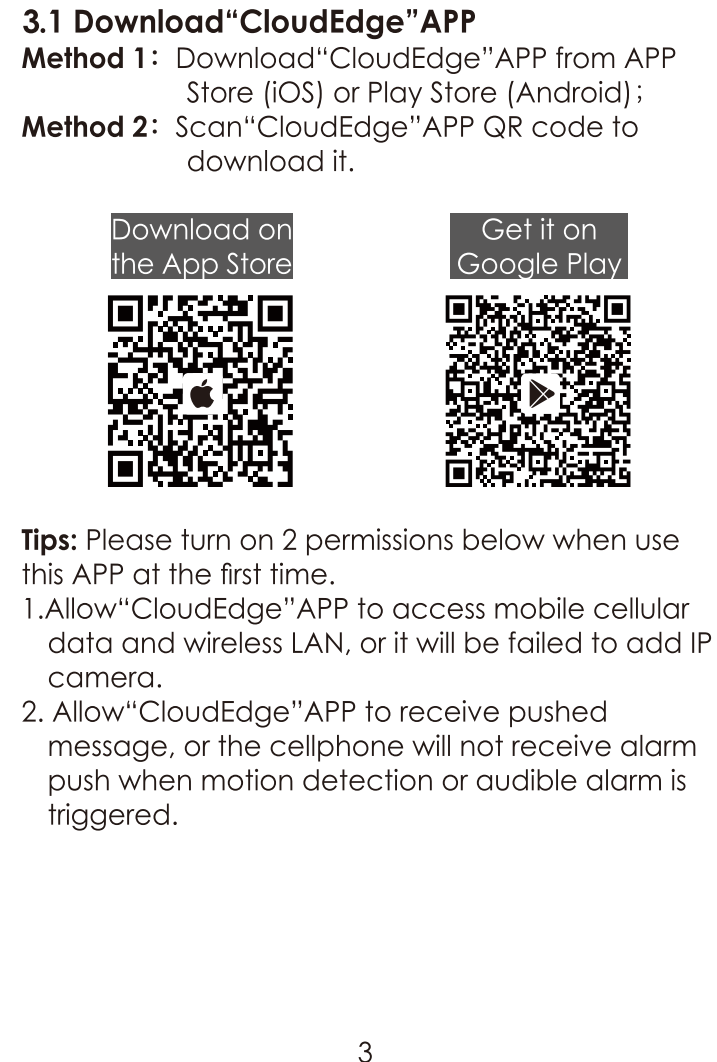 3.1 Download“CloudEdge”APP
Method 1： Download“CloudEdge”APP from APP
Store (iOS) or Play Store (Android)；
Method 2： Scan“CloudEdge”APP QR code to
download it.
Download on
the App Store
Get it on
Google Play
Tips: Please turn on 2 permissions below when use
this APP at the first time.
1.Allow“CloudEdge”APP to access mobile cellular
data and wireless LAN, or it will be failed to add IP
camera.
2. Allow“CloudEdge”APP to receive pushed
message, or the cellphone will not receive alarm
push when motion detection or audible alarm is
triggered.
3